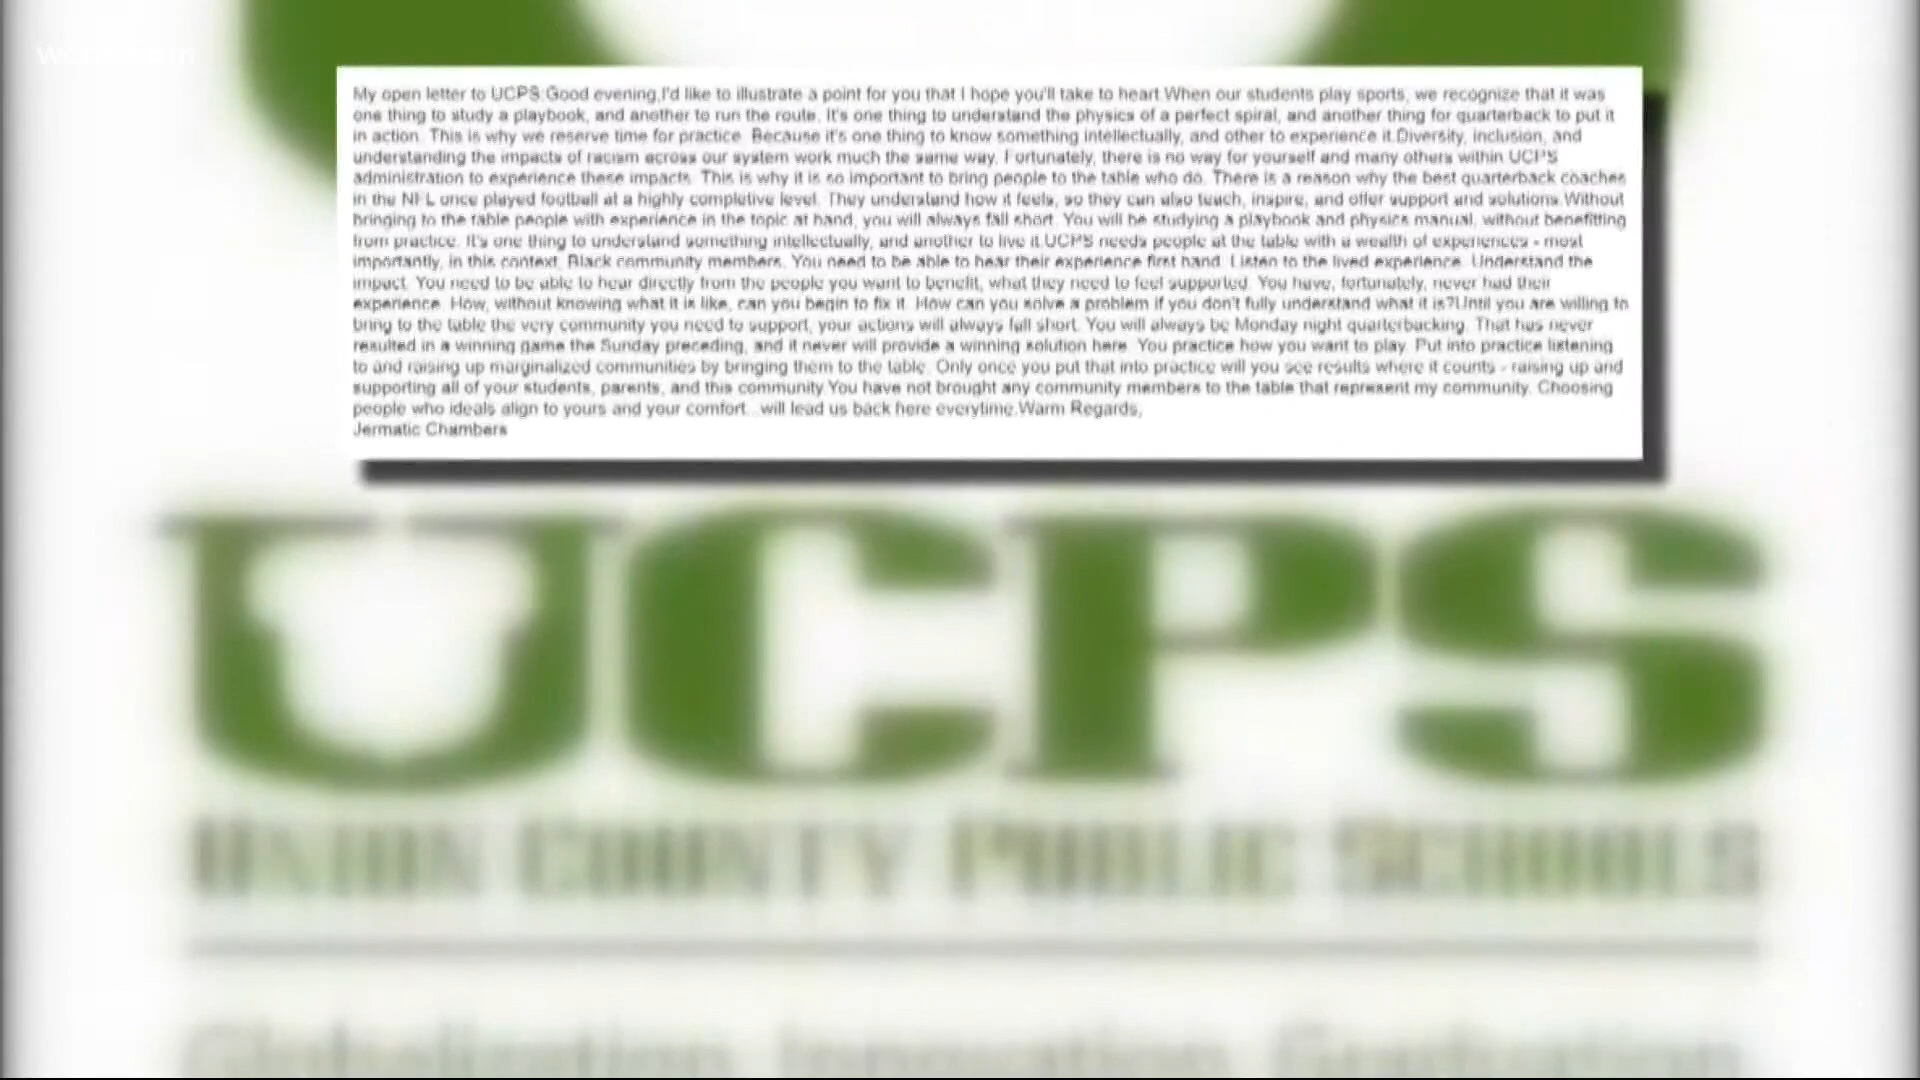 My open letter to UCPS:Good evening,I'd like to illustrate a point for you that I hope you'll take to heart.When our students play sports, we recognize that it was
one thing to study a playbook, and another to run the route. It's one thing to understand the physics of a perfect spiral, and another thing for quarterback to put it
in action. This is why we reserve time for practice. Because it's one thing to know something intellectually, and other to experience it.Diversity, inclusion, and
understanding the impacts of racism across our system work much the same way. Fortunately, there is no way for yourself and many others within UCPS
administration to experience these impacts. This is why it is so important to bring people to the table who do. There is a reason why the best quarterback coaches
in the NFL once played football at a highly completive level. They understand how it feels, so they can also teach, inspire, and offer support and solutions.Without
bringing to the table people with experience in the topic at hand, you will always fall short. You will be studying a playbook and physics manual, without benefitting
from practice. It's one thing to understand something intellectually, and another to live it.UCPS needs people at the table with a wealth of experiences - most
importantly, in this context, Black community members. You need to be able to hear their experience first hand. Listen to the lived experience. Understand the
impact. You need to be able to hear directly from the people you want to benefit, what they need to feel supported. You have, fortunately, never had their
experience. How, without knowing what it is like, can you begin to fix it. How can you solve a problem if you don't fully understand what it is?Until you are willing to
bring to the table the very community you need to support, your actions will always fall short. You will always be Monday night quarterbacking. That has never
resulted in a winning game the Sunday preceding, and it never will provide a winning solution here. You practice how you want to play. Put into practice listening
to and raising up marginalized communities by bringing them to the table. Only once you put that into practice will you see results where it counts - raising up and
supporting all of your students, parents, and this community.You have not brought any community members to the table that represent my community. Choosing
people who ideals align to yours and your comfort...will lead us back here everytime.Warm Regards,
Jermatic Chambers
UCPS
UNION COUNTY PUBLIC SCHOOLS
Globalization Innovation Graduation